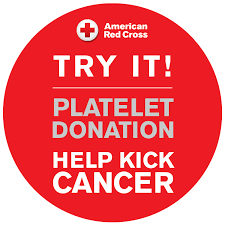 American
Red Cross
TRY IT!
PLATELET
DONATION
HELP KICK
CANCER